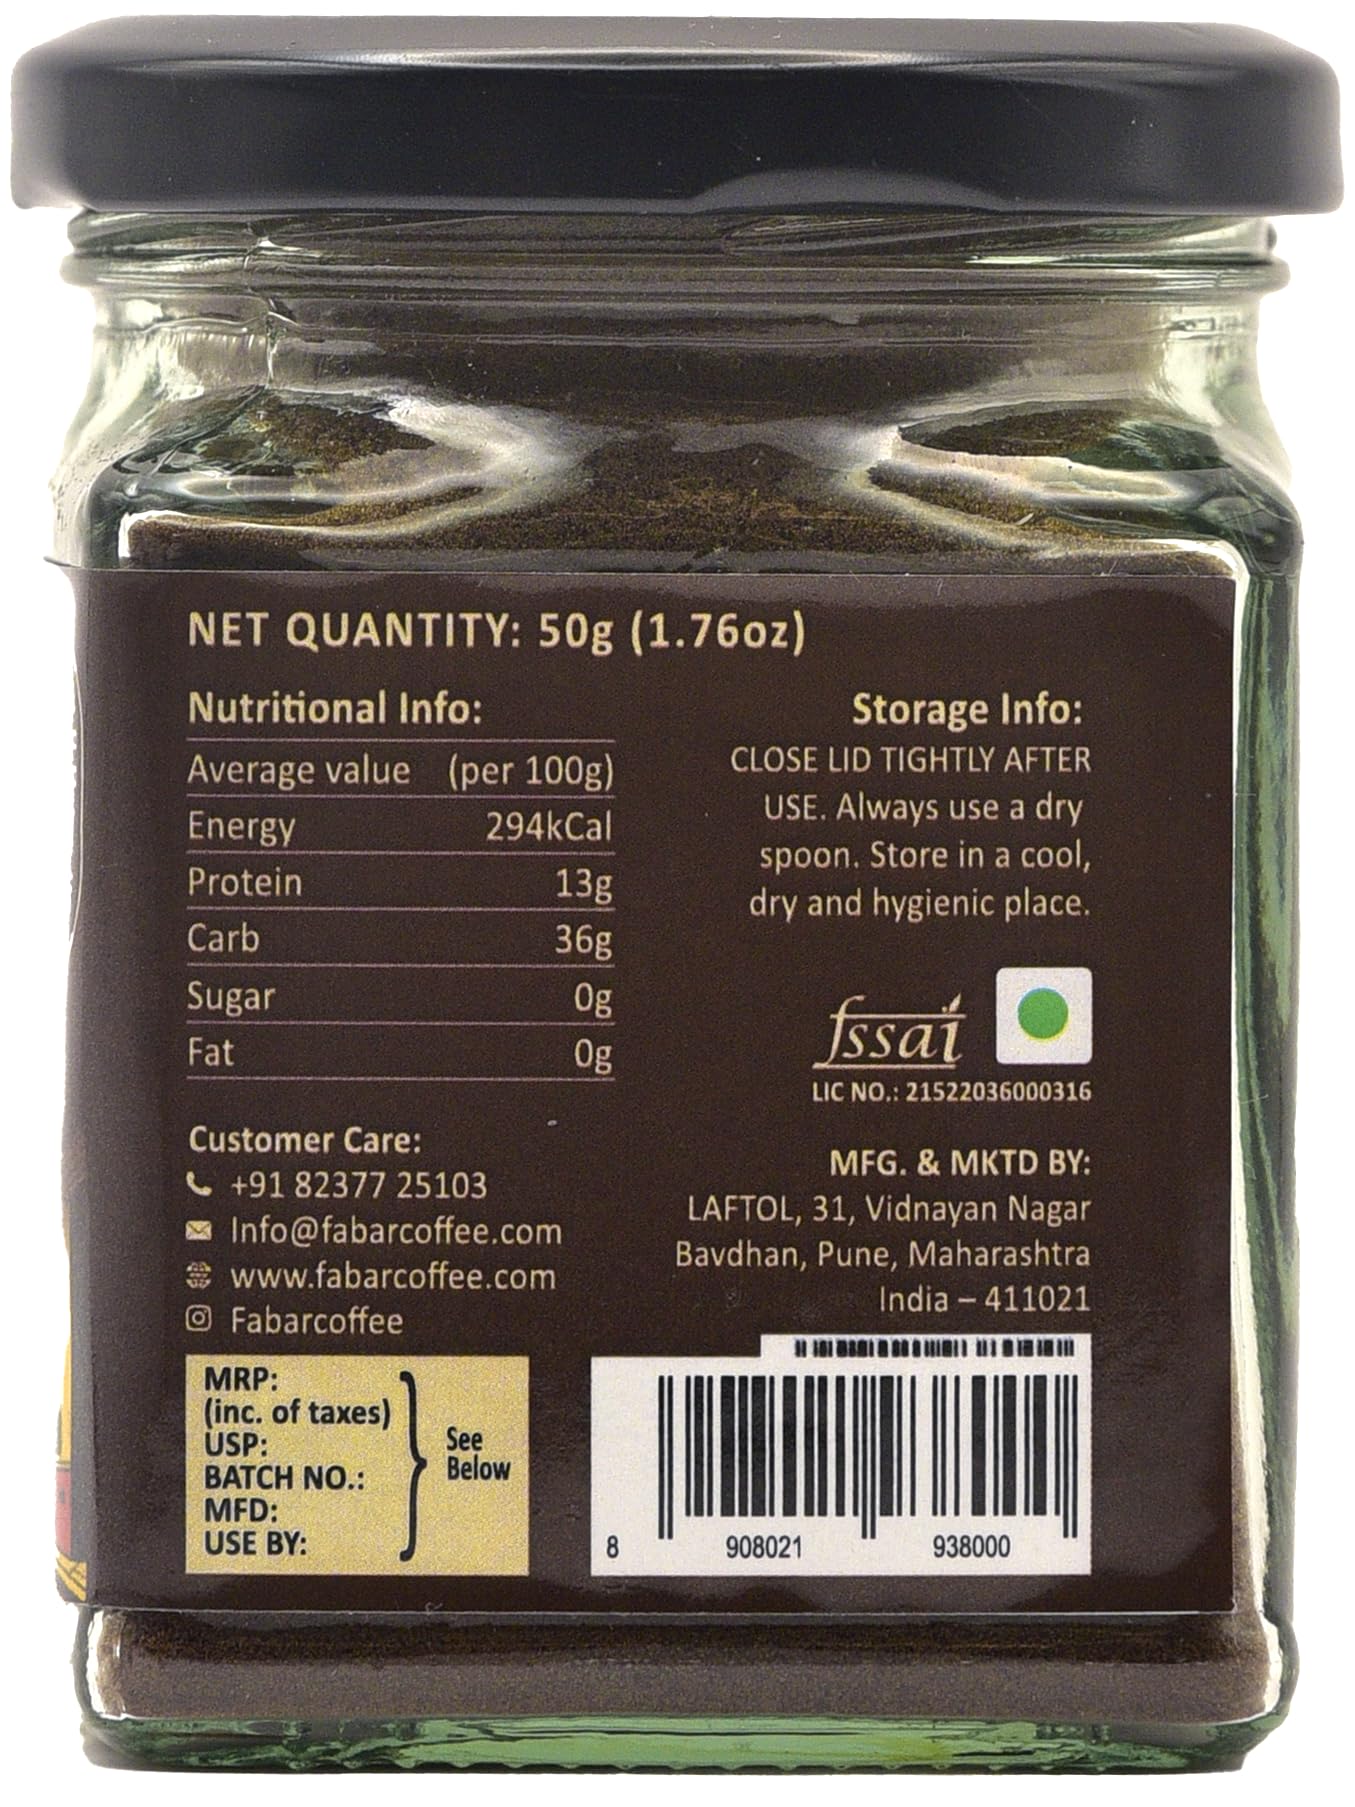 NET QUANTITY: 50g (1.76oz)
Nutritional Info:
Average value (per 100g)
Energy 294kCal
Protein 13g
Carb 36g
Sugar 0g
Fat 0g
Storage Info:
CLOSE LID TIGHTLY AFTER
USE. Always use a dry
spoon. Store in a cool,
dry and hygienic place.
fssai
LIC NO.: 21522036000316
Customer Care:
+91 82377 25103
Info@fabarcoffee.com
www.fabarcoffee.com
Fabarcoffee
MFG. & MKTD BY:
LAFTOL, 31, Vidnayan Nagar
Bavdhan, Pune, Maharashtra
India – 411021
MRP:
(inc. of taxes)
USP:
BATCH NO.:
MFD:
USE BY:
See
Below
8 908021 938000